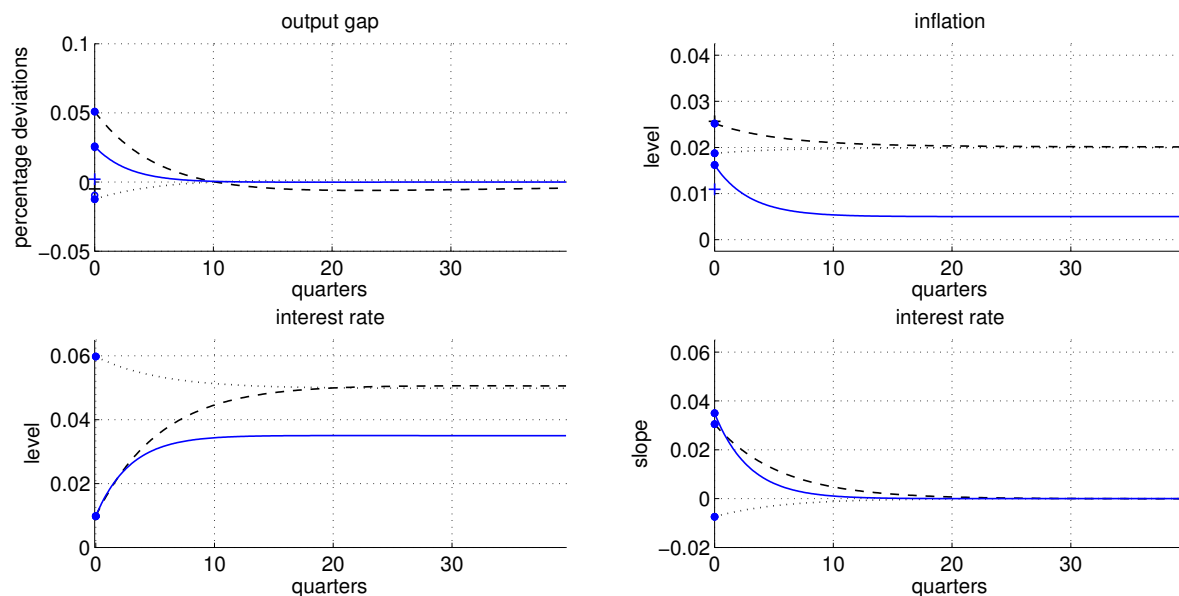 output gap
percentage deviations
0.1
0.05
0
−0.05
0 10 20 30
quarters
inflation
level
0.04
0.03
0.02
0.01
0
0 10 20 30
quarters
interest rate
level
0.06
0.04
0.02
0
0 10 20 30
quarters
interest rate
slope
0.06
0.04
0.02
0
−0.02
0 10 20 30
quarters